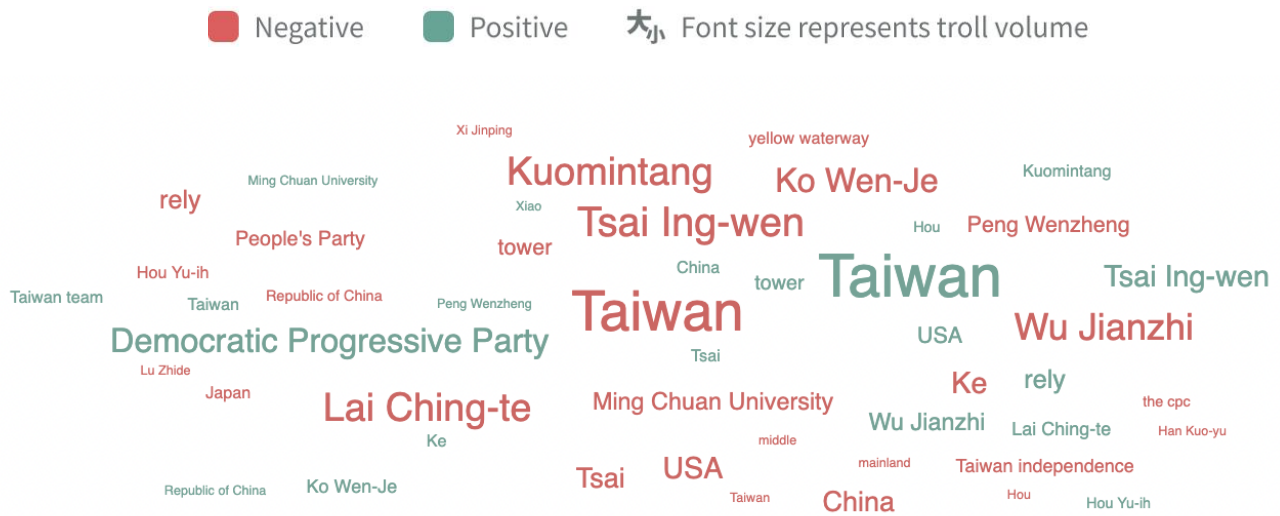 Negative Positive 大小 Font size represents troll volume
Xi Jinping
yellow waterway
Kuomintang
Ko Wen-Je
Kuomintang
Ming Chuan University
rely
Xiao
Tsai Ing-wen
Hou
Peng Wenzheng
People's Party
tower
Hou Yu-ih
China
tower
Taiwan
Tsai Ing-wen
Taiwan team
Taiwan
Republic of China
Peng Wenzheng
Taiwan
Democratic Progressive Party
USA
Wu Jianzhi
Tsai
Lu Zhide
Japan
Ke
rely
Lai Ching-te
Ming Chuan University
the cpc
Wu Jianzhi
Lai Ching-te
Han Kuo-yu
Ke
middle
mainland
Taiwan independence
Tsai
USA
Republic of China
Ko Wen-Je
Taiwan
China
Hou
Hou Yu-ih